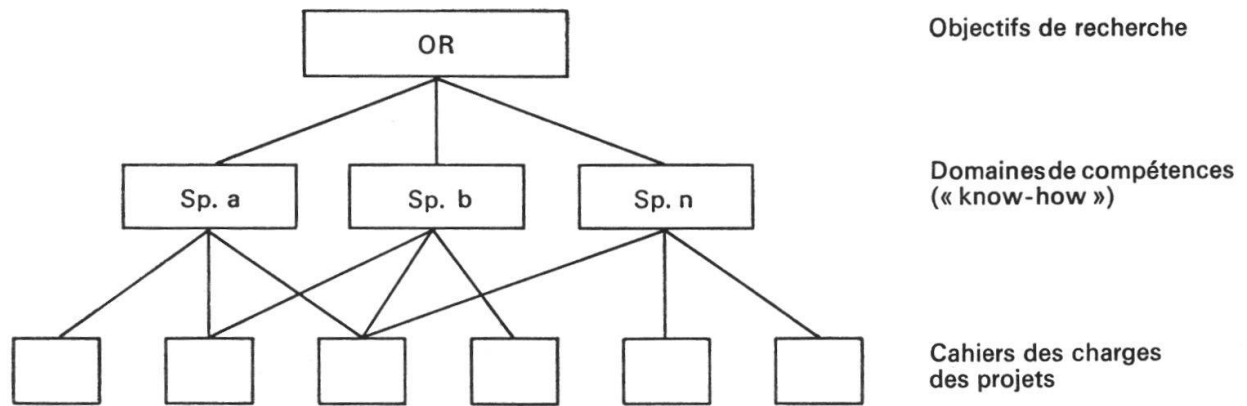 OR
Objectifs de recherche
Sp. a
Sp. b
Sp. n
Domaines de compétences
(« know-how »)
Cahiers des charges
des projets